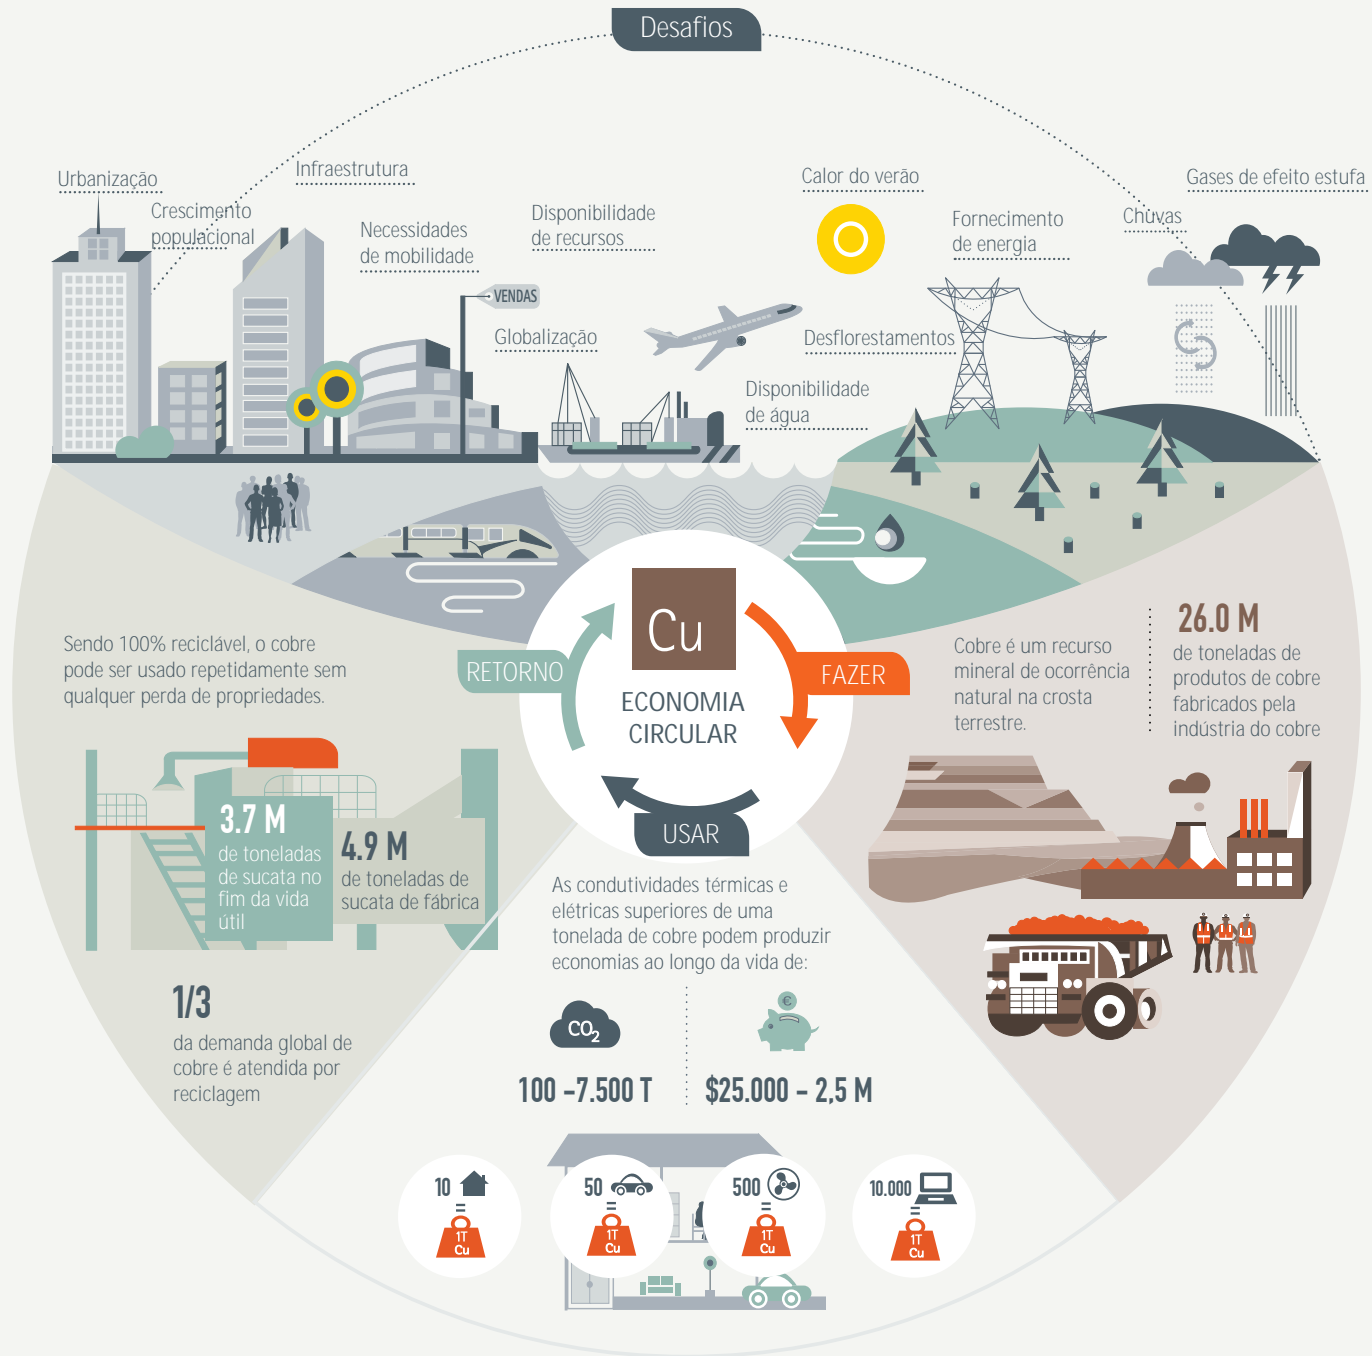 Desafios
Urbanização
Crescimento
populacional
Infraestrutura
Necessidades
de mobilidade
VENDAS
Disponibilidade
de recursos
Globalização
Calor do verão
Fornecimento
de energia
Chuvas
Gases de efeito estufa
Desflorestamentos
Disponibilidade
de água
Cu
ECONOMIA
CIRCULAR
RETORNO
FAZER
USAR
Sendo 100% reciclável, o cobre
pode ser usado repetidamente sem
qualquer perda de propriedades.
3.7 M
de toneladas
de sucata no
fim da vida
útil
4.9 M
de toneladas de
sucata de fábrica
1/3
da demanda global de
cobre é atendida por
reciclagem
Cobre é um recurso
mineral de ocorrência
natural na crosta
terrestre.
26.0 M
de toneladas de
produtos de cobre
fabricados pela
indústria do cobre
As condutividades térmicas e
elétricas superiores de uma
tonelada de cobre podem produzir
economias ao longo da vida de:
CO2
€
100 –7.500 T
$25.000 – 2,5 M
10
=
1T
Cu
50
=
1T
Cu
500
=
1T
Cu
10.000
=
1T
Cu